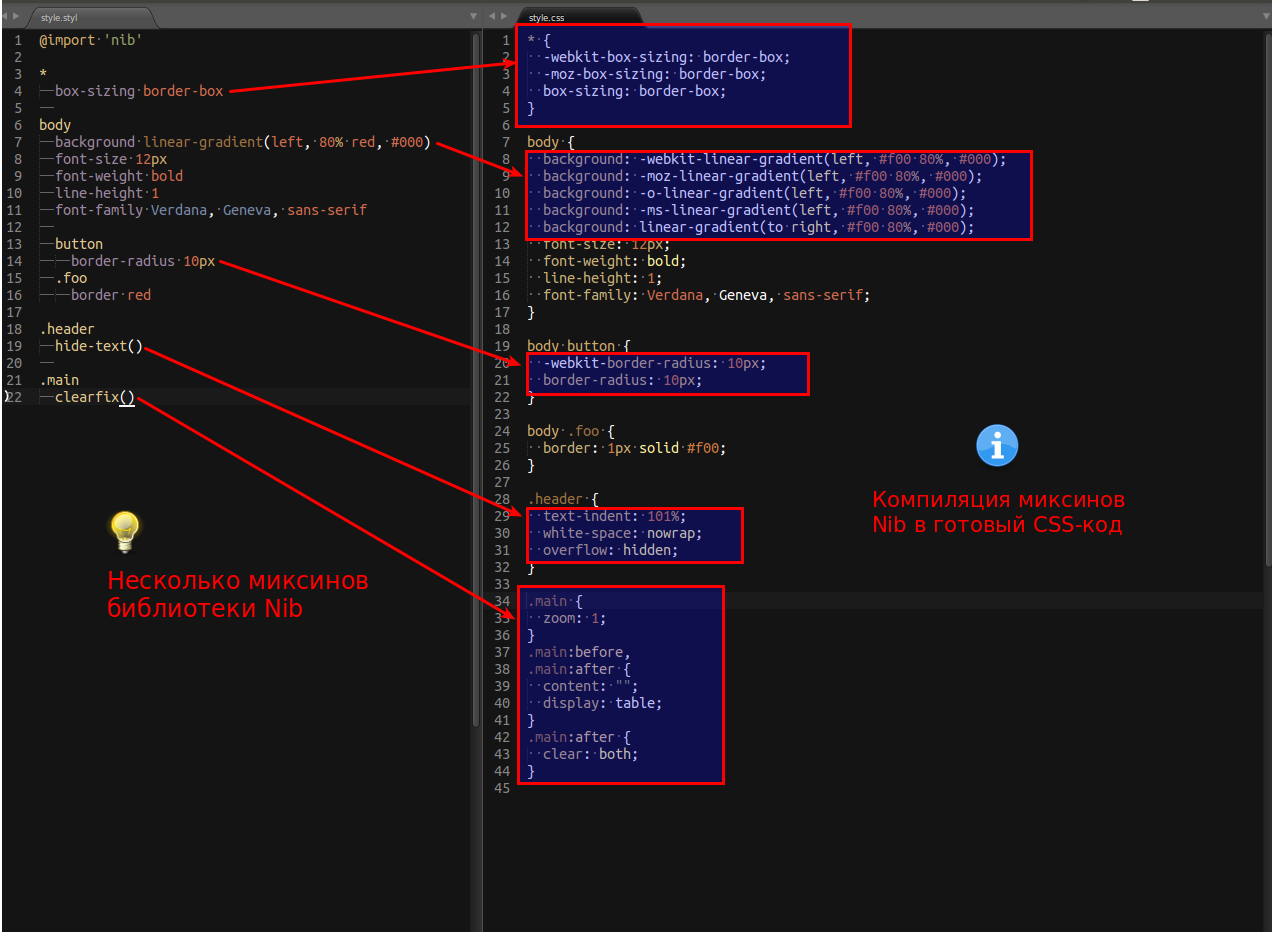 style.styl
1 @import 'nib'
2
3 *
4 box-sizing border-box
5
6 body
7 background linear-gradient(left, 80% red, #000)
8 font-size 12px
9 font-weight bold
10 line-height 1
11 font-family Verdana, Geneva, sans-serif
12
13 button
14 border-radius 10px
15 .foo
16 border red
17
18 .header
19 hide-text()
20
21 .main
22 clearfix()
Несколько миксинов
библиотеки Nib
style.css
1 * {
2 -webkit-box-sizing: border-box;
3 -moz-box-sizing: border-box;
4 box-sizing: border-box;
5 }
6
7 body {
8 background: -webkit-linear-gradient(left, #f00 80%, #000);
9 background: -moz-linear-gradient(left, #f00 80%, #000);
10 background: -o-linear-gradient(left, #f00 80%, #000);
11 background: -ms-linear-gradient(left, #f00 80%, #000);
12 background: linear-gradient(to right, #f00 80%, #000);
13 font-size: 12px;
14 font-weight: bold;
15 line-height: 1;
16 font-family: Verdana, Geneva, sans-serif;
17 }
18
19 body button {
20 -webkit-border-radius: 10px;
21 border-radius: 10px;
22 }
23
24 body .foo {
25 border: 1px solid #f00;
26 }
27
28 .header {
29 text-indent: 101%;
30 white-space: nowrap;
31 overflow: hidden;
32 }
33
34 .main {
35 zoom: 1;
36 }
37 .main:before,
38 .main:after {
39 content: "";
40 display: table;
41 }
42 .main:after {
43 clear: both;
44 }
45
Компиляция миксинов
Nib в готовый CSS-код